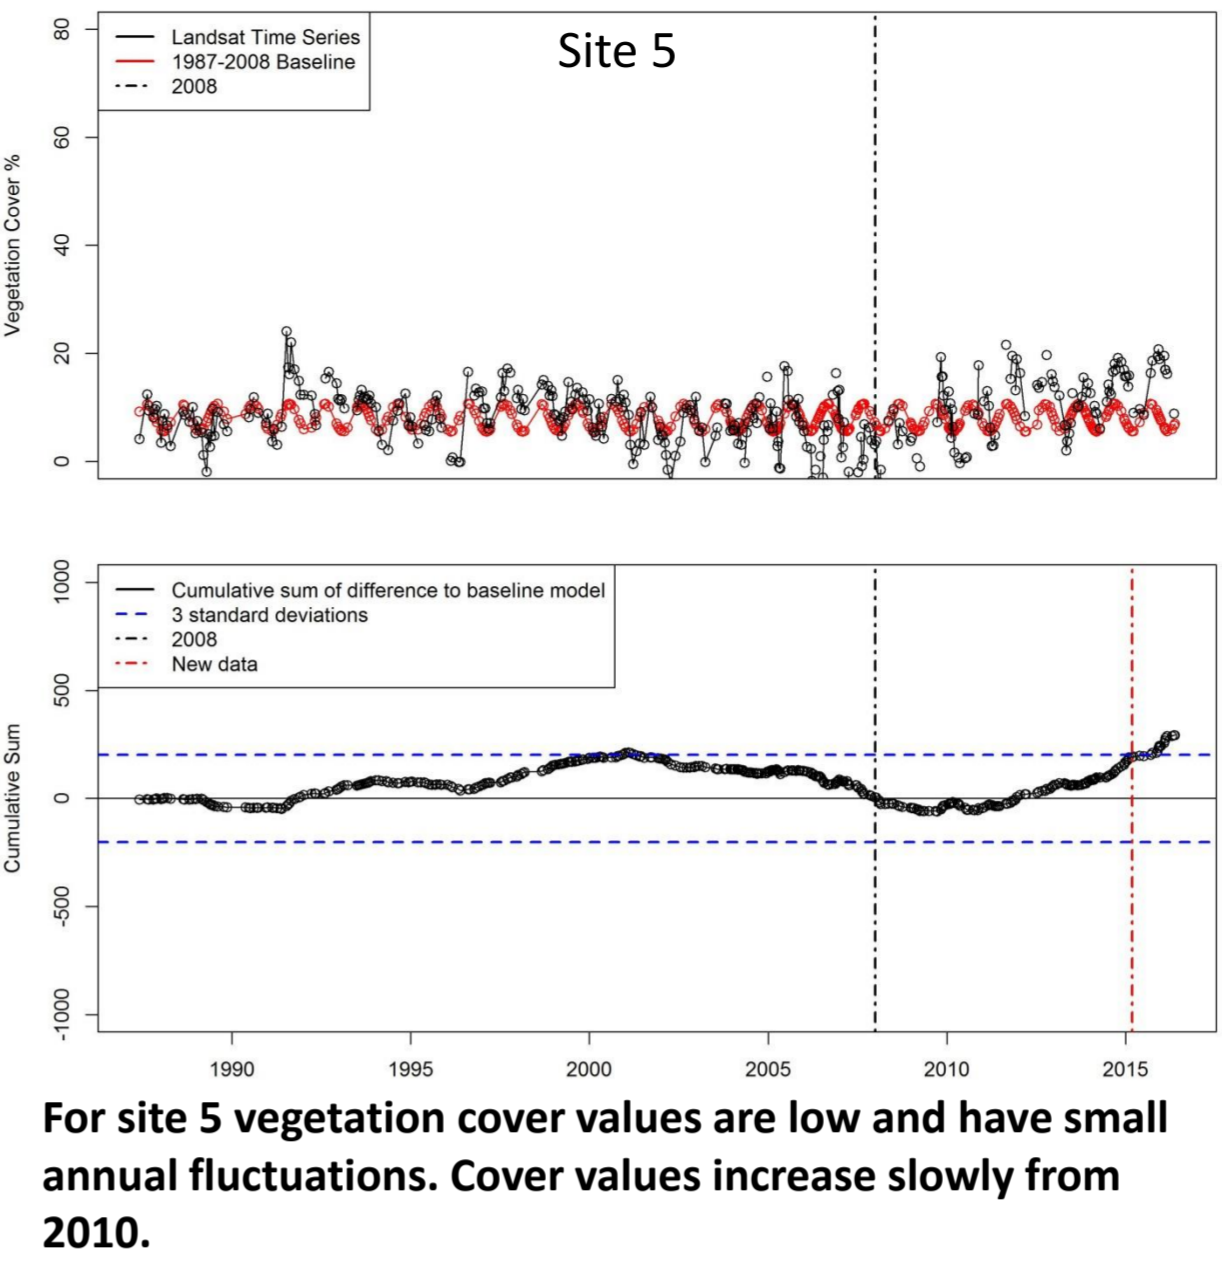 Site 5
Landsat Time Series
1987-2008 Baseline
2008
Vegetation Cover %
80
60
40
20
0
Cumulative sum of difference to baseline model
3 standard deviations
2008
New data
Cumulative Sum
1000
500
0
-500
-1000
1990 1995 2000 2005 2010 2015
For site 5 vegetation cover values are low and have small
annual fluctuations. Cover values increase slowly from
2010.